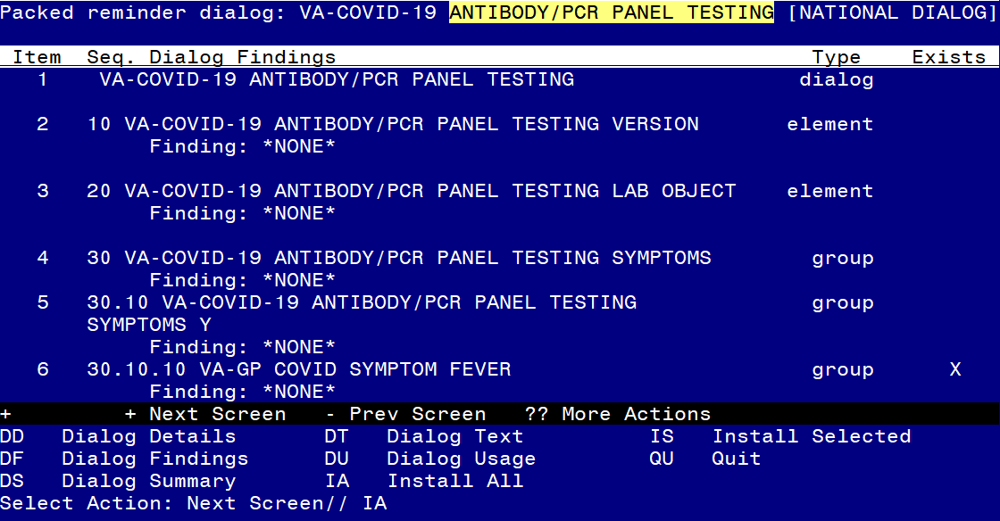 Packed reminder dialog: VA-COVID-19 ANTIBODY/PCR PANEL TESTING [NATIONAL DIALOG]
Item Seq. Dialog Findings Type Exists
1 VA-COVID-19 ANTIBODY/PCR PANEL TESTING dialog
2 10 VA-COVID-19 ANTIBODY/PCR PANEL TESTING VERSION element
Finding: *NONE*
3 20 VA-COVID-19 ANTIBODY/PCR PANEL TESTING LAB OBJECT element
Finding: *NONE*
4 30 VA-COVID-19 ANTIBODY/PCR PANEL TESTING SYMPTOMS group
Finding: *NONE*
5 30.10 VA-COVID-19 ANTIBODY/PCR PANEL TESTING group
SYMPTOMS Y
Finding: *NONE*
6 30.10.10 VA-GP COVID SYMPTOM FEVER group X
Finding: *NONE*
+ + Next Screen - Prev Screen ?? More Actions
DD Dialog Details DT Dialog Text IS Install Selected
DF Dialog Findings DU Dialog Usage QU Quit
DS Dialog Summary IA Install All
Select Action: Next Screen// IA